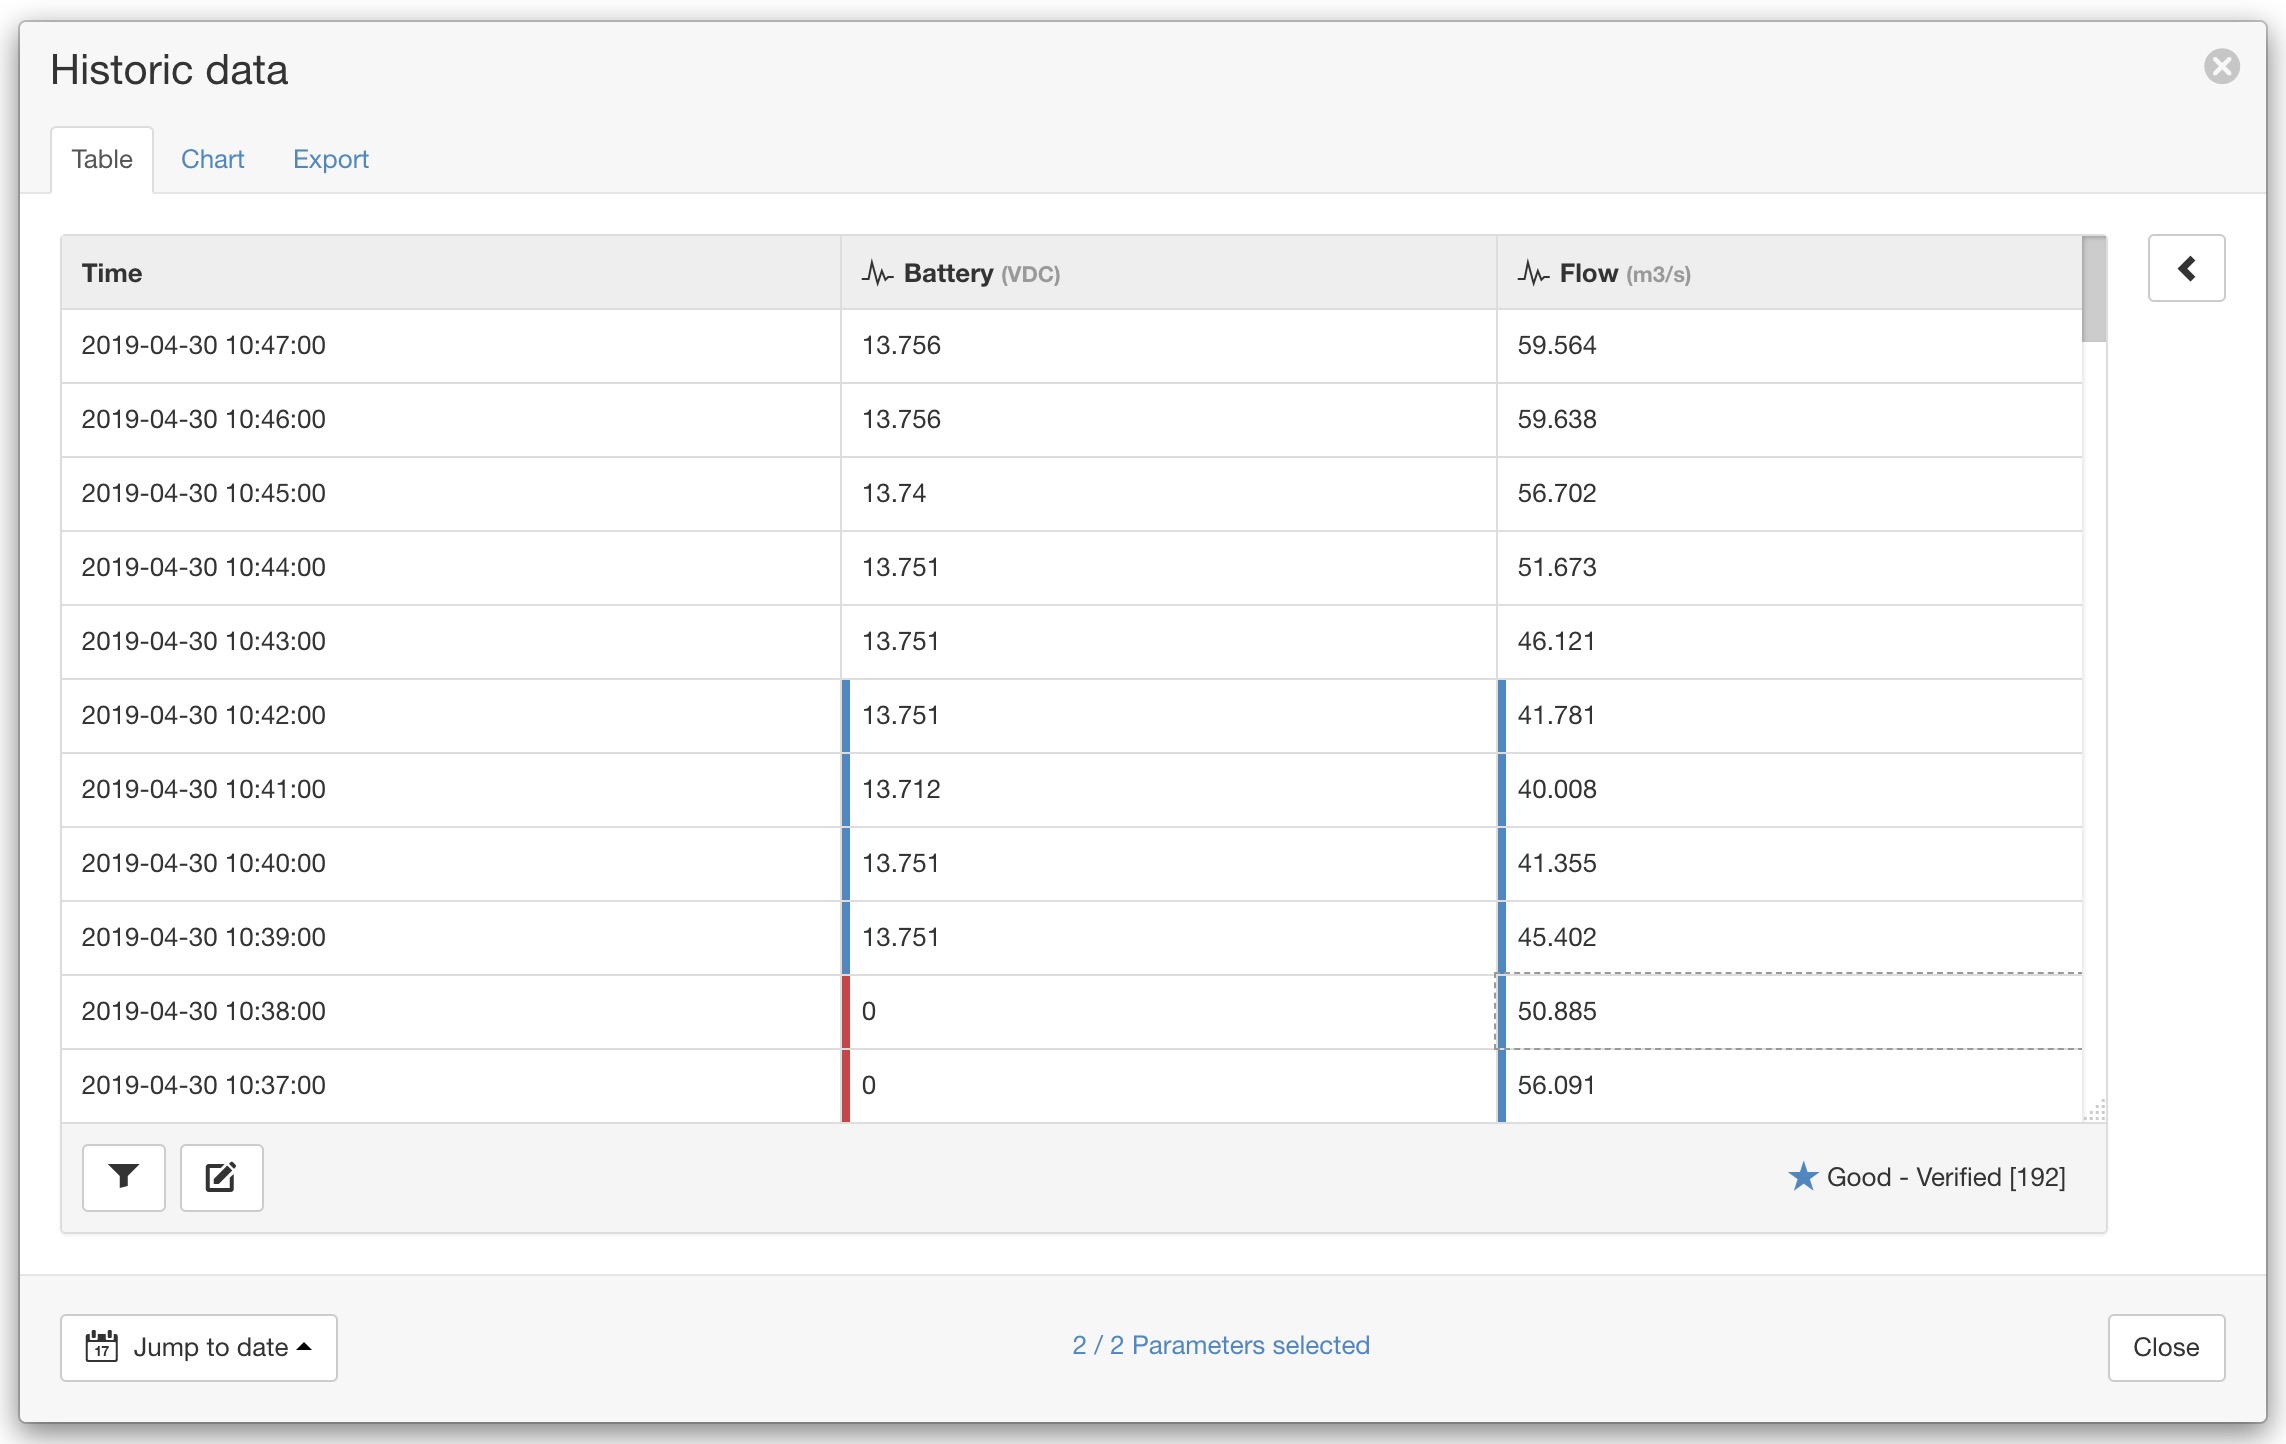 Historic data
Table Chart Export
Time Battery (VDC) Flow (m3/s)
2019-04-30 10:47:00 13.756 59.564
2019-04-30 10:46:00 13.756 59.638
2019-04-30 10:45:00 13.74 56.702
2019-04-30 10:44:00 13.751 51.673
2019-04-30 10:43:00 13.751 46.121
2019-04-30 10:42:00 13.751 41.781
2019-04-30 10:41:00 13.712 40.008
2019-04-30 10:40:00 13.751 41.355
2019-04-30 10:39:00 13.751 45.402
2019-04-30 10:38:00 0 50.885
2019-04-30 10:37:00 0 56.091
Good - Verified [192]
17 Jump to date 2 / 2 Parameters selected Close